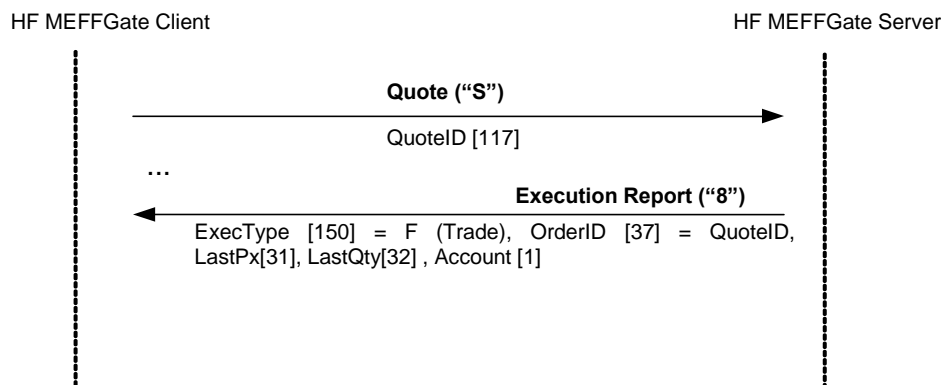 HF MEFFGate Client
HF MEFFGate Server
Quote (“S”)
QuoteID [117]
...
Execution Report (“8”)
ExecType [150] = F (Trade), OrderID [37] = QuoteID,
LastPx[31], LastQty[32] , Account [1]